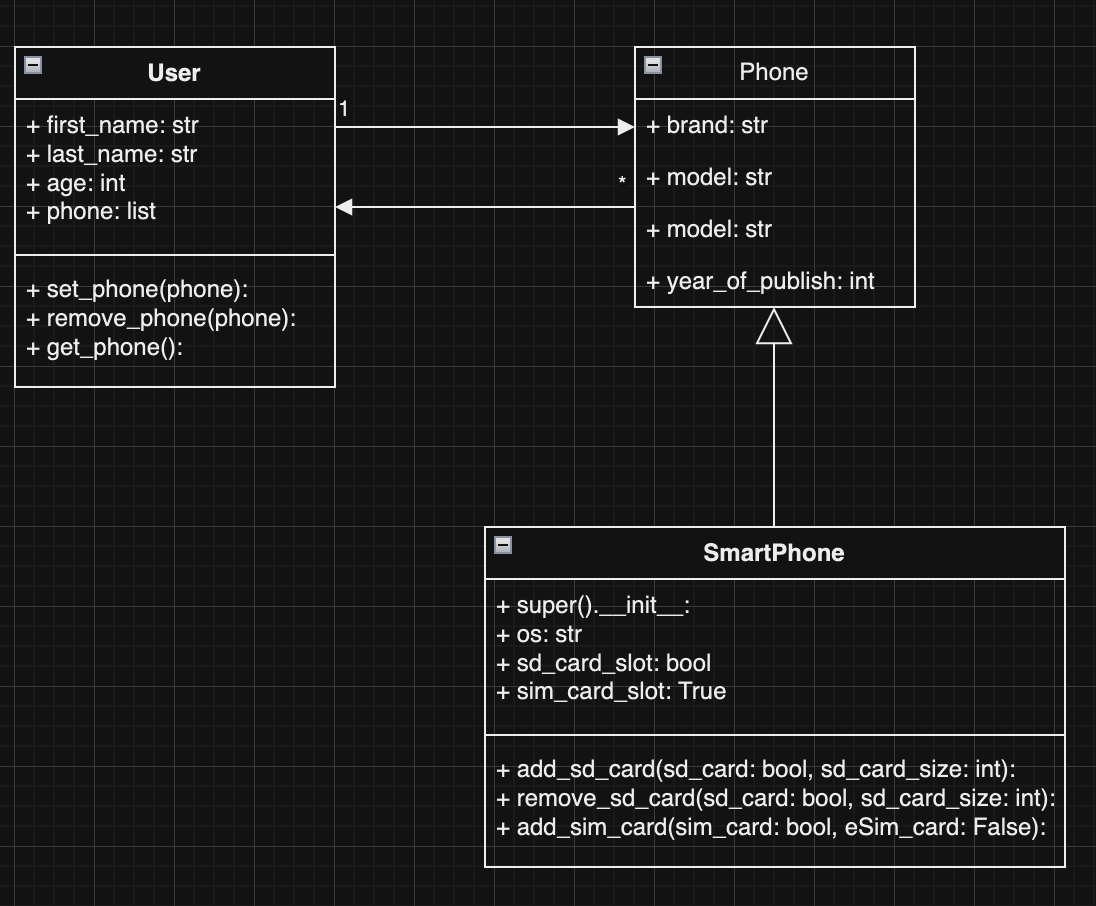 User
+ first_name: str
+ last_name: str
+ age: int
+ phone: list
+ set_phone(phone):
+ remove_phone(phone):
+ get_phone():
1
*
Phone
+ brand: str
+ model: str
+ model: str
+ year_of_publish: int
SmartPhone
+ super().__init__:
+ os: str
+ sd_card_slot: bool
+ sim_card_slot: True
+ add_sd_card(sd_card: bool, sd_card_size: int):
+ remove_sd_card(sd_card: bool, sd_card_size: int):
+ add_sim_card(sim_card: bool, eSim_card: False):